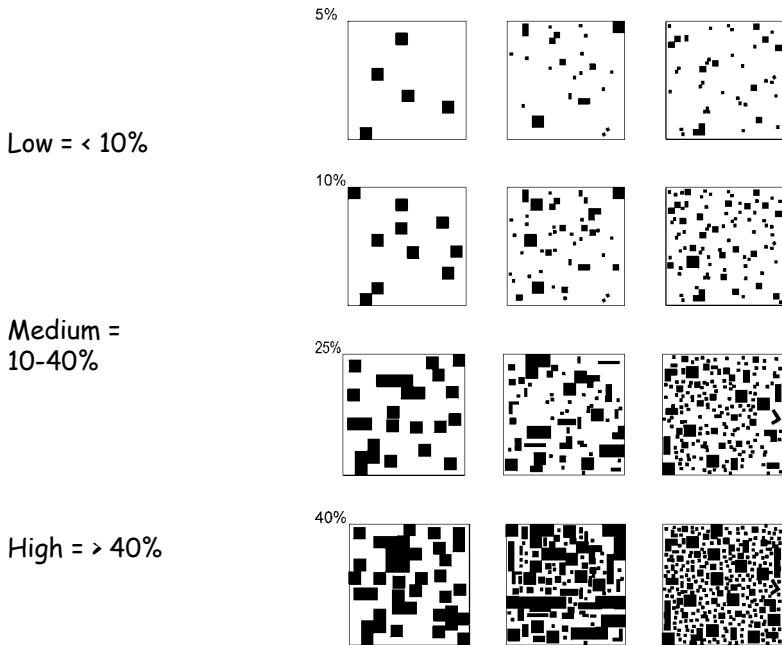 5%
Low = < 10%
10%
Medium =
10-40%
25%
40%
High = > 40%